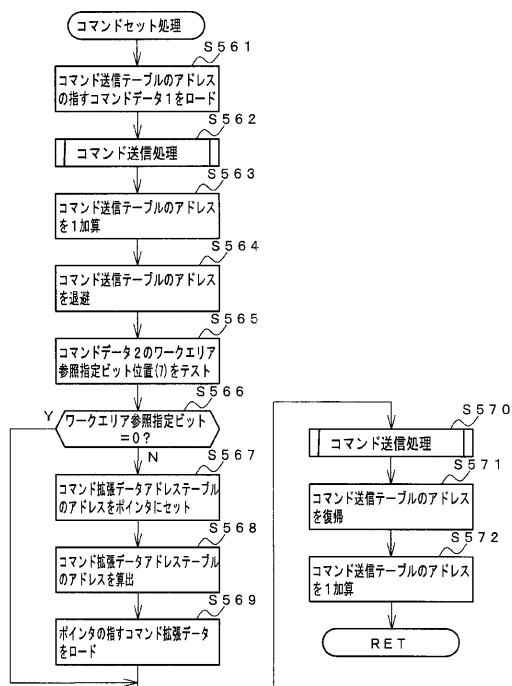 コマンドセット処理
S561
コマンド送信テーブルのアドレス
の指すコマンドデータ1をロード
S562
コマンド送信処理
S563
コマンド送信テーブルのアドレス
を1加算
S564
コマンド送信テーブルのアドレス
を退避
S565
コマンドデータ2のワークエリア
参照指定ビット位置(7)をテスト
S566
Y
ワークエリア参照指定ビット
=0?
N
S567
コマンド拡張データアドレステーブル
のアドレスをポインタにセット
S568
コマンド拡張データアドレステーブル
のアドレスを算出
S569
ポインタの指すコマンド拡張データ
をロード
S570
コマンド送信処理
S571
コマンド送信テーブルのアドレス
を復帰
S572
コマンド送信テーブルのアドレス
を1加算
RET